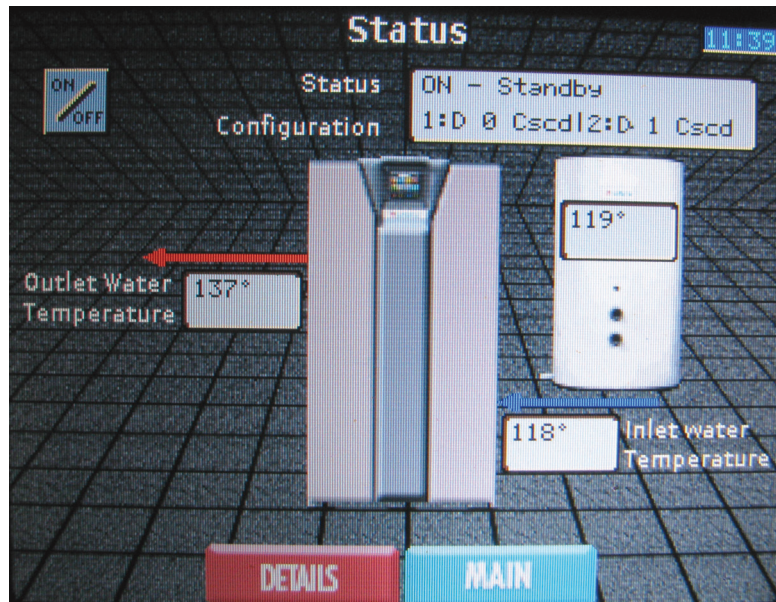 Status
11:39
ON
OFF
Status
ON - Standby
Configuration
1:D 0 Cscd|2:D 1 Cscd
119°
Outlet Water
Temperature
137°
118°
Inlet water
Temperature
DETAILS
MAIN